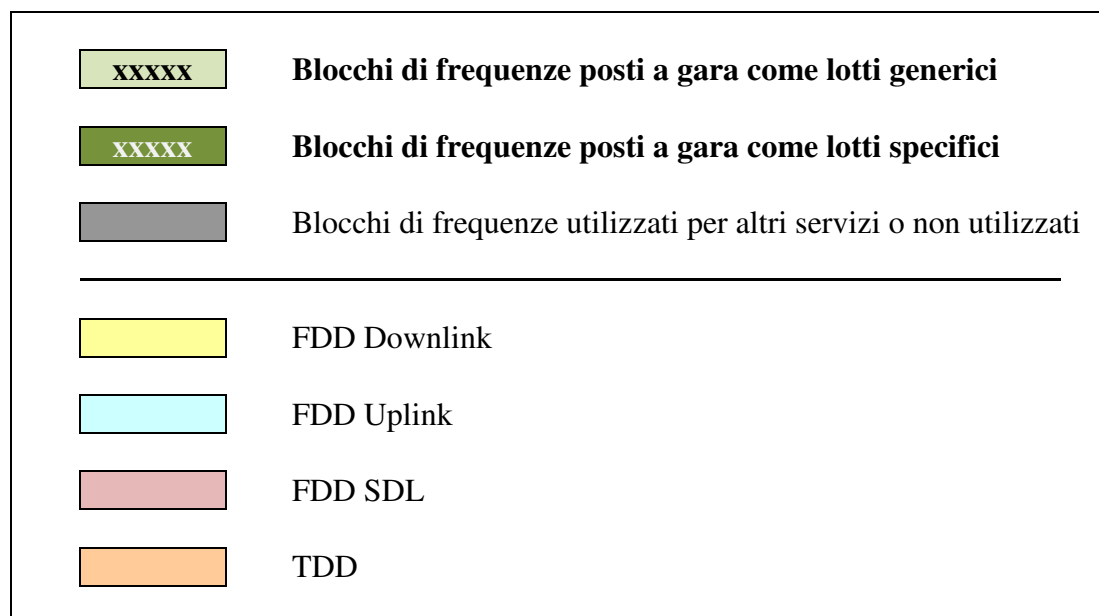 xxxxx Blocchi di frequenze posti a gara come lotti generici
xxxxx Blocchi di frequenze posti a gara come lotti specifici
Blocchi di frequenze utilizzati per altri servizi o non utilizzati
FDD Downlink
FDD Uplink
FDD SDL
TDD